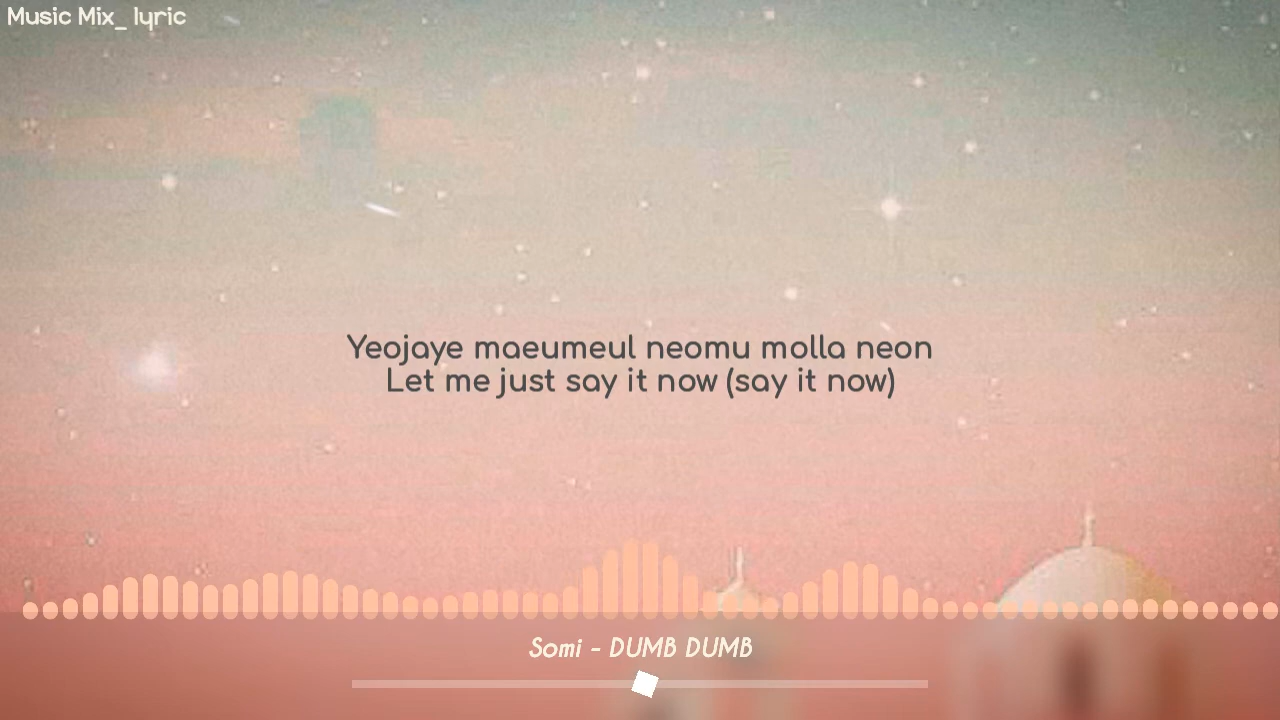 Music Mix_ lyric
Yeojaye maeumeul neomu molla neon
Let me just say it now (say it now)
Somi - DUMB DUMB